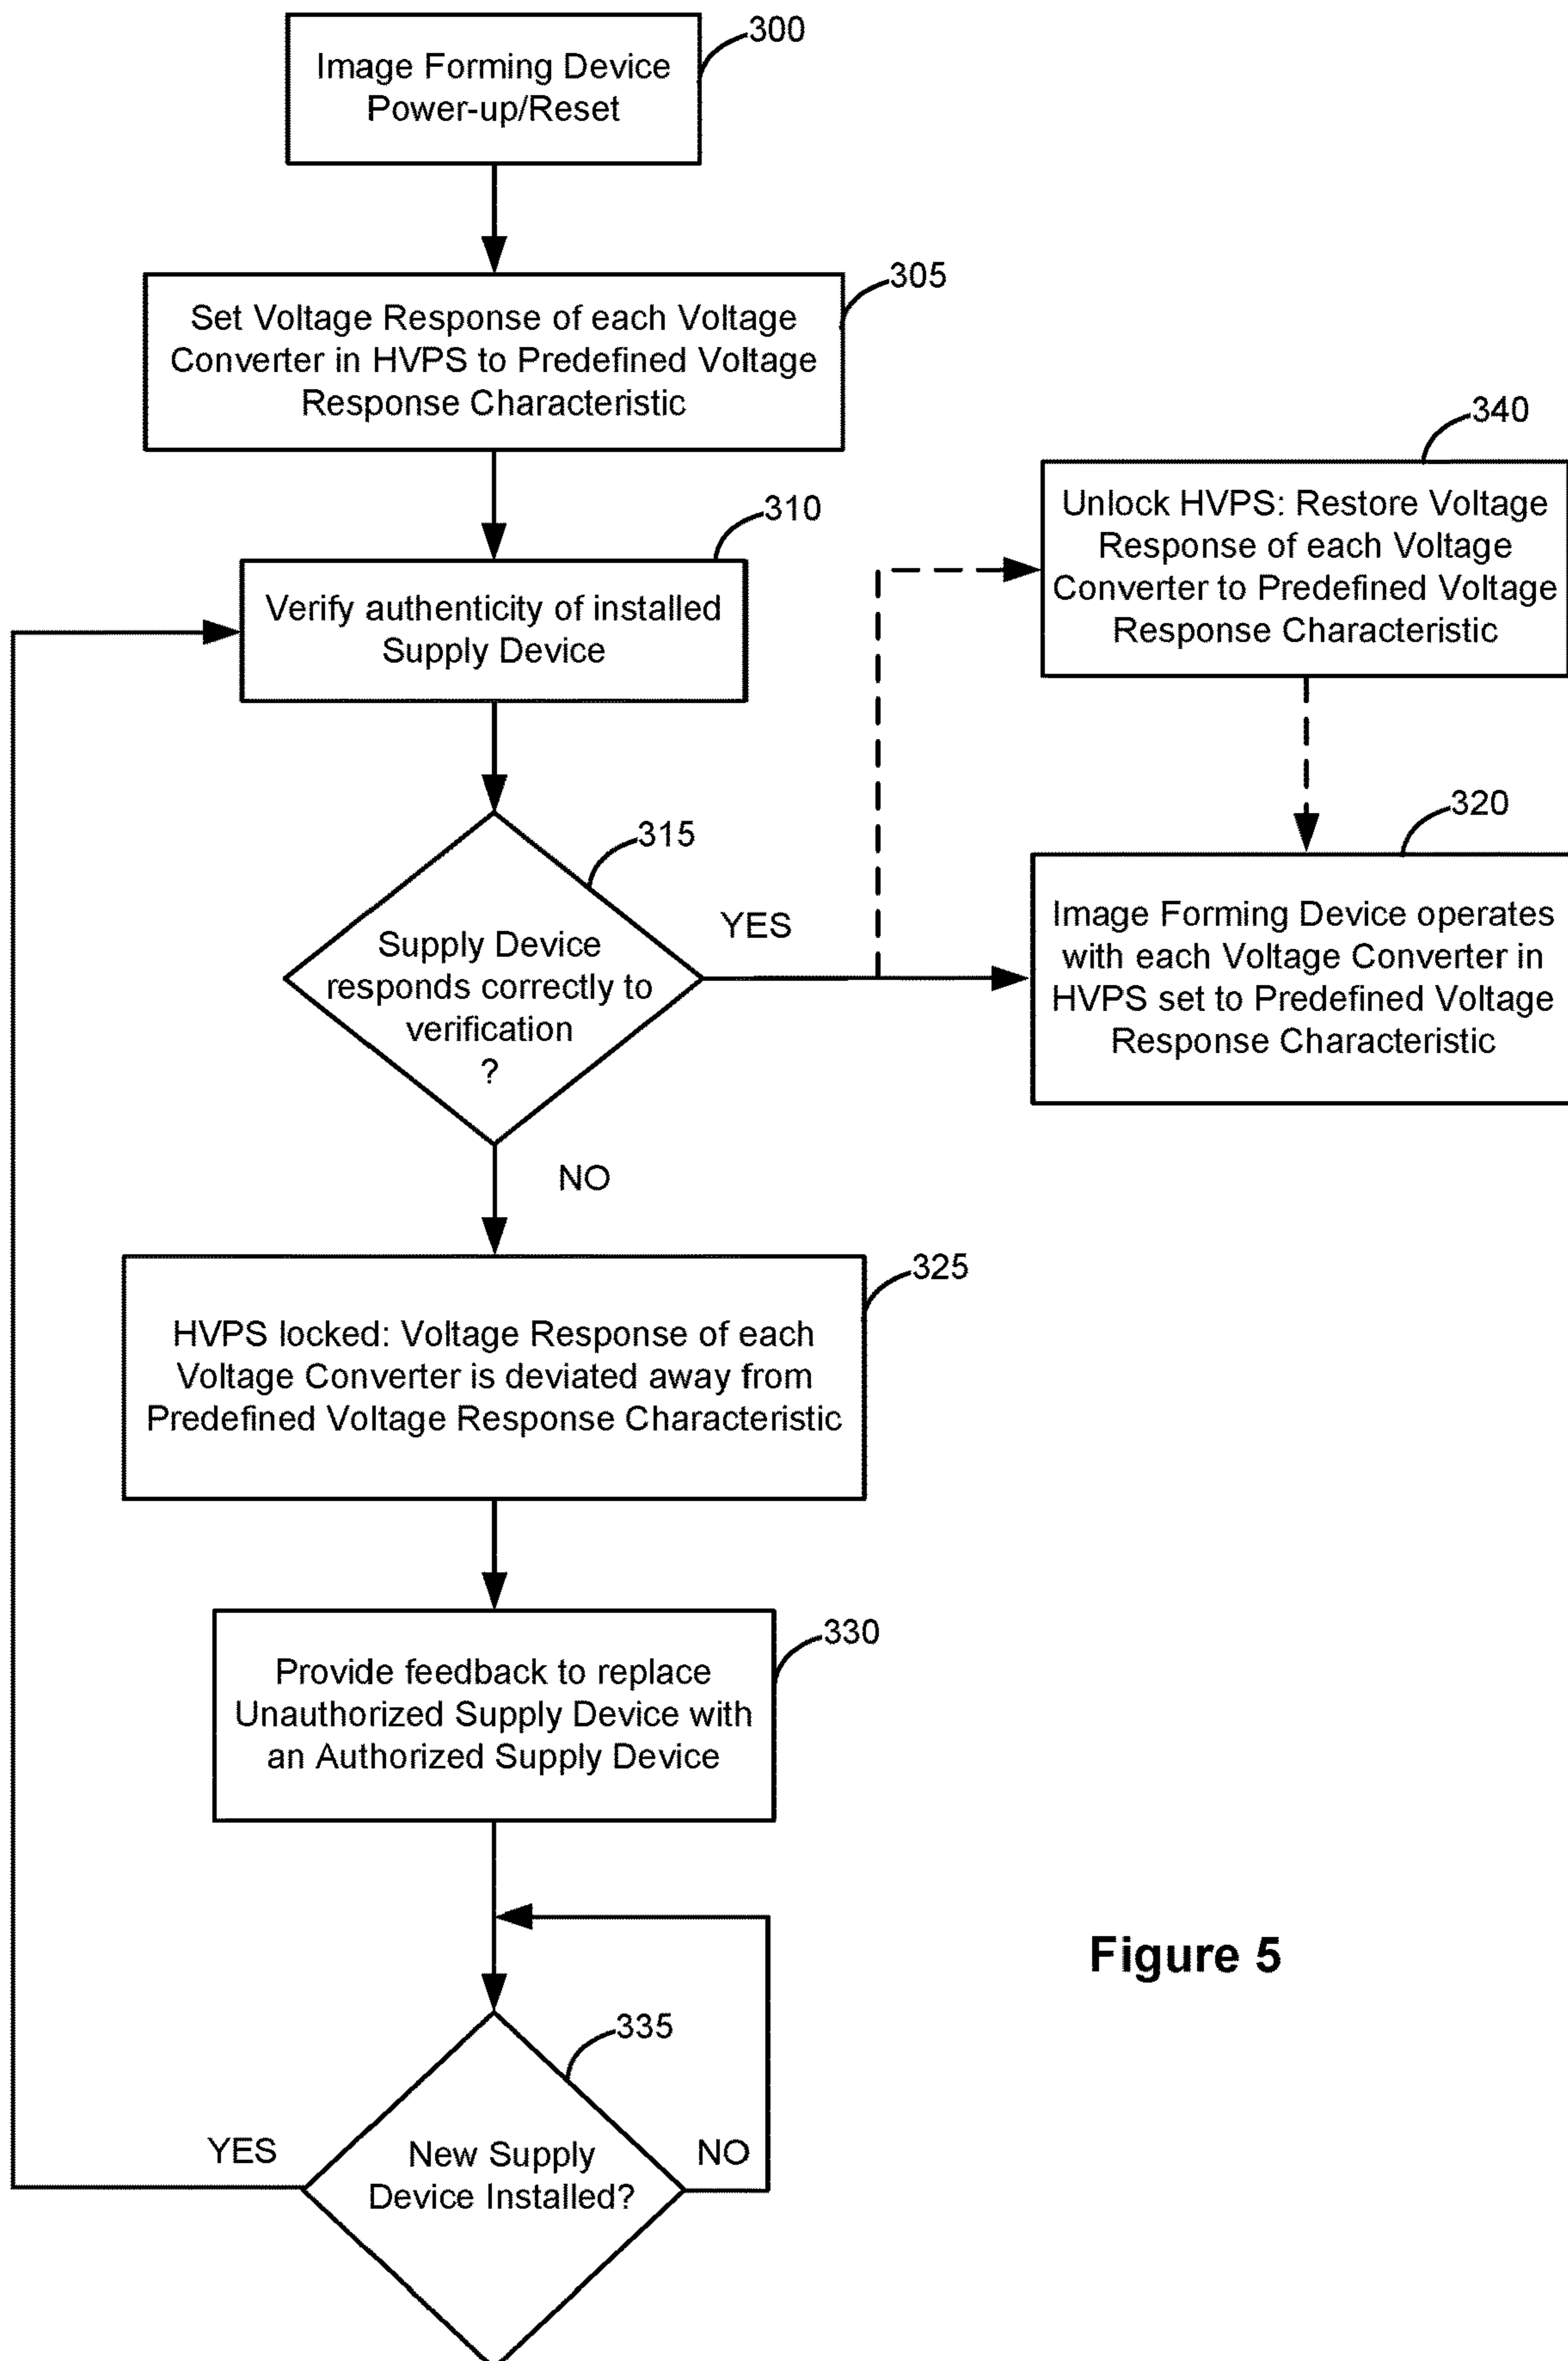 300
Image Forming Device
Power-up/Reset
305
Set Voltage Response of each Voltage
Converter in HVPS to Predefined Voltage
Response Characteristic
310
Verify authenticity of installed
Supply Device
315
Supply Device
responds correctly to
verification
?
YES
340
Unlock HVPS: Restore Voltage
Response of each Voltage
Converter to Predefined Voltage
Response Characteristic
320
Image Forming Device operates
with each Voltage Converter in
HVPS set to Predefined Voltage
Response Characteristic
NO
325
HVPS locked: Voltage Response of each
Voltage Converter is deviated away from
Predefined Voltage Response Characteristic
330
Provide feedback to replace
Unauthorized Supply Device with
an Authorized Supply Device
335
New Supply
Device Installed?
YES
NO
Figure 5